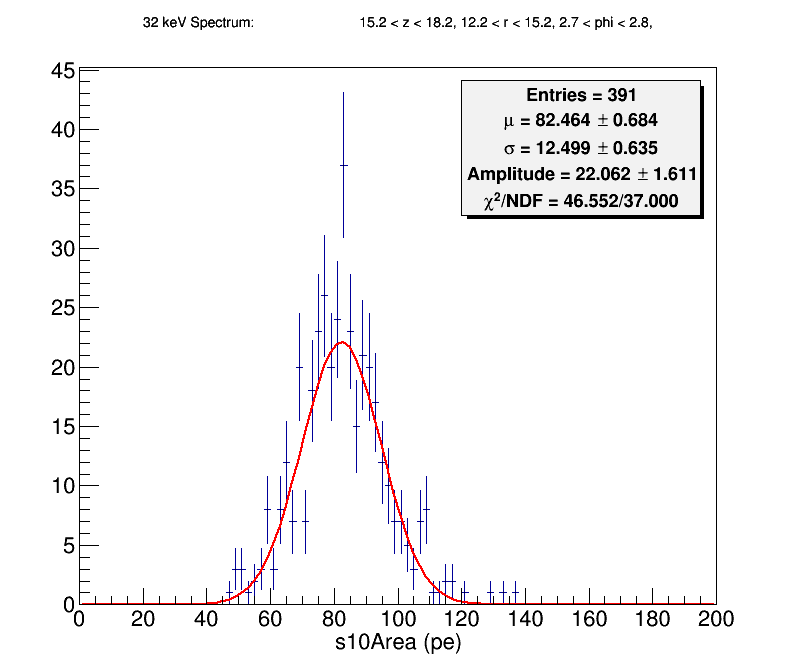 32 keV Spectrum: 15.2 < z < 18.2, 12.2 < r < 15.2, 2.7 < phi < 2.8,
Entries = 391
μ = 82.464 ± 0.684
σ = 12.499 ± 0.635
Amplitude = 22.062 ± 1.611
χ²/NDF = 46.552/37.000
45
40
35
30
25
20
15
10
5
0
0 20 40 60 80 100 120 140 160 180 200
s10Area (pe)